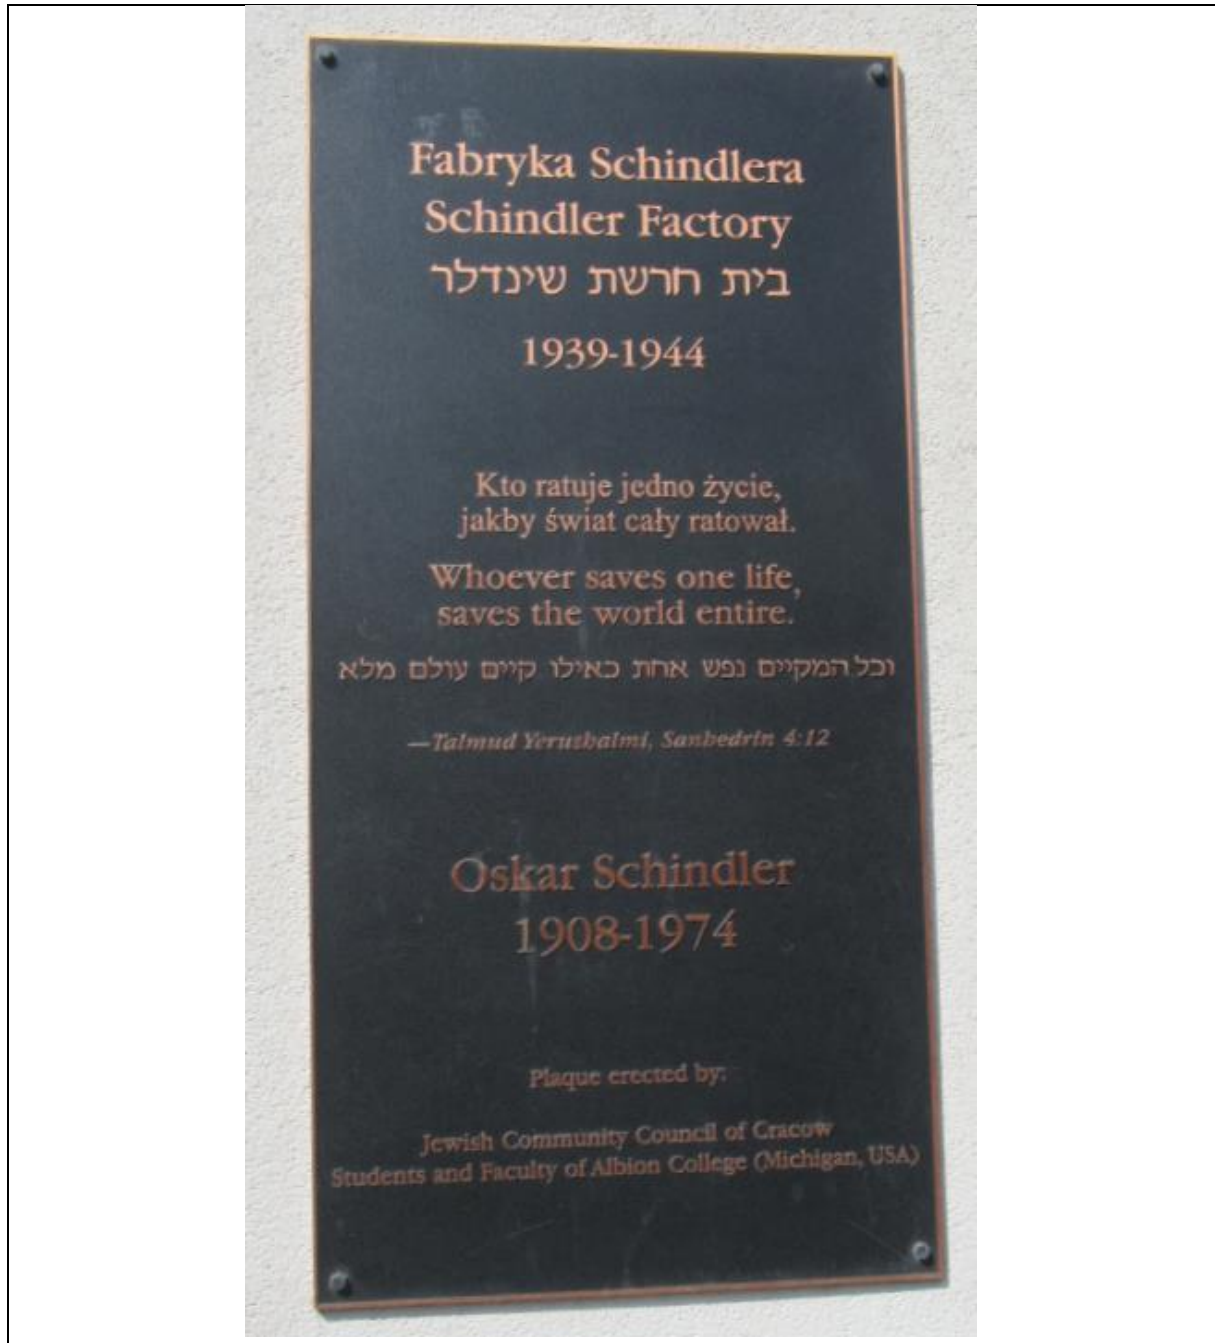 Fabryka Schindlera
Schindler Factory
בית חרשת שינדלר
1939-1944
Kto ratuje jedno życie,
jakby świat cały ratował.
Whoever saves one life,
saves the world entire.
וכל המקיים נפש אחת כאילו קיים עולם מלא
—Talmud Yerushalmi, Sanhedrin 4:12
Oskar Schindler
1908-1974
Plaque erected by:
Jewish Community Council of Cracow
Students and Faculty of Albion College (Michigan, USA)